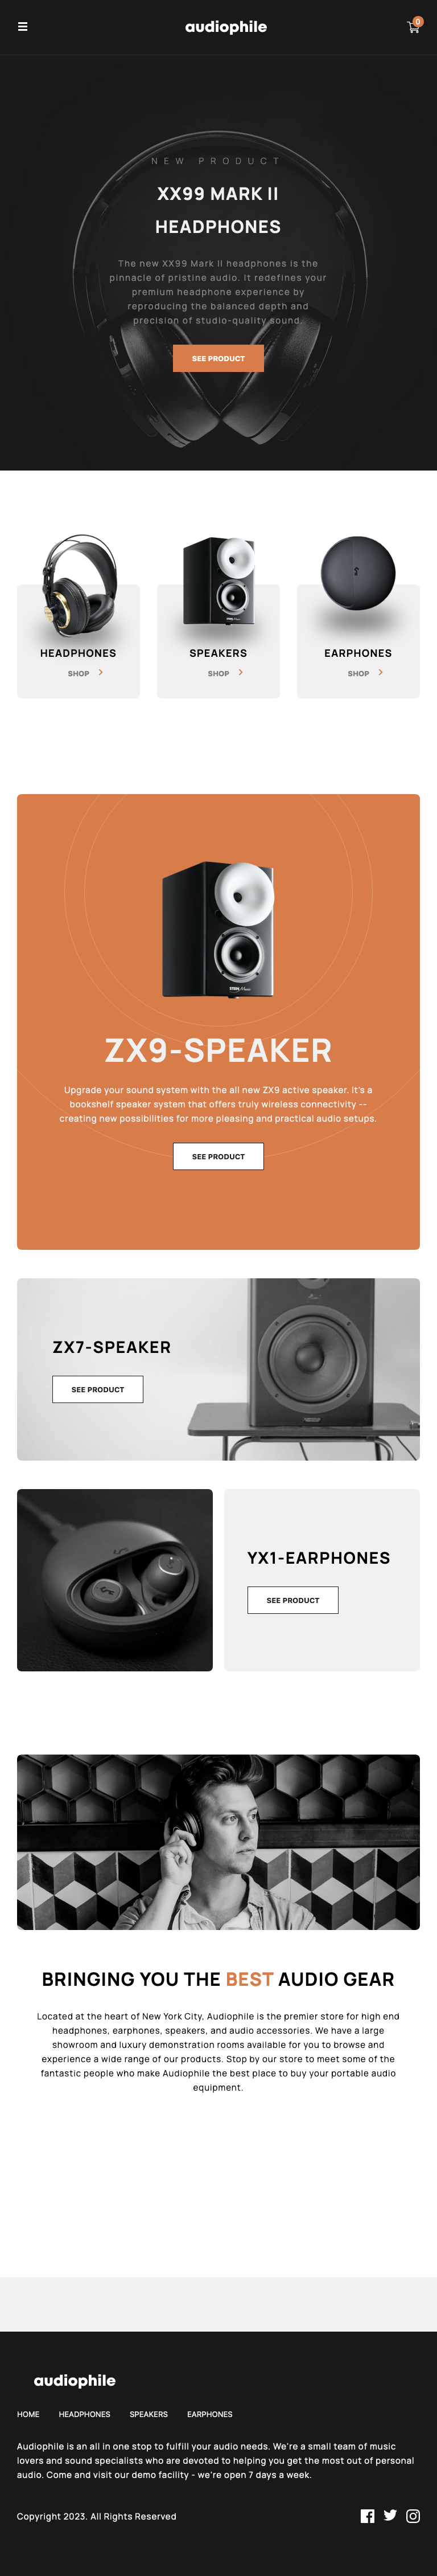 audiophile
0
NEW PRODUCT
XX99 MARK II
HEADPHONES
The new XX99 Mark II headphones is the
pinnacle of pristine audio. It redefines your
premium headphone experience by
reproducing the balanced depth and
precision of studio-quality sound.
SEE PRODUCT
HEADPHONES
SHOP
SPEAKERS
SHOP
EARPHONES
SHOP
ZX9-SPEAKER
Upgrade your sound system with the all new ZX9 active speaker. It's a
bookshelf speaker system that offers truly wireless connectivity --
creating new possibilities for more pleasing and practical audio setups.
SEE PRODUCT
ZX7-SPEAKER
SEE PRODUCT
YX1-EARPHONES
SEE PRODUCT
BRINGING YOU THE BEST AUDIO GEAR
Located at the heart of New York City, Audiophile is the premier store for high end
headphones, earphones, speakers, and audio accessories. We have a large
showroom and luxury demonstration rooms available for you to browse and
experience a wide range of our products. Stop by our store to meet some of the
fantastic people who make Audiophile the best place to buy your portable audio
equipment.
audiophile
HOME HEADPHONES SPEAKERS EARPHONES
Audiophile is an all in one stop to fulfill your audio needs. We're a small team of music
lovers and sound specialists who are devoted to helping you get the most out of personal
audio. Come and visit our demo facility - we're open 7 days a week.
Copyright 2023. All Rights Reserved